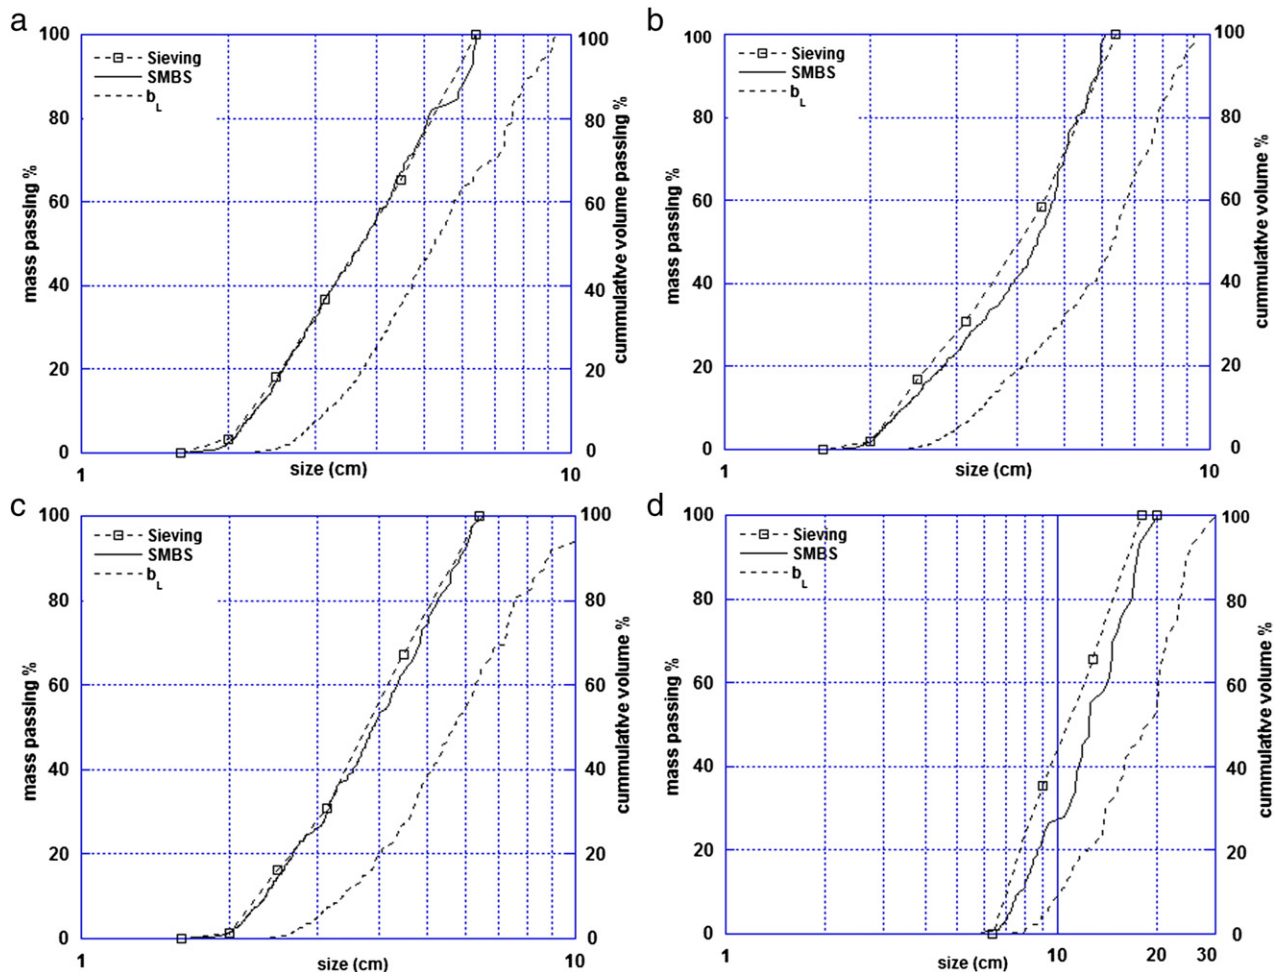 a
100
80
60
40
20
0
mass passing %
Sieving
SMBS
bL
100
80
60
40
20
0
cummulative volume passing %
1
size (cm)
10
b
100
80
60
40
20
0
mass passing %
Sieving
SMBS
bL
100
80
60
40
20
0
cummulative volume %
1
size (cm)
10
c
100
80
60
40
20
0
mass passing %
Sieving
SMBS
bL
100
80
60
40
20
0
cummulative volume %
1
size (cm)
10
d
100
80
60
40
20
0
mass passing %
Sieving
SMBS
bL
100
80
60
40
20
0
cummulative volume %
1
size (cm)
10
20
30